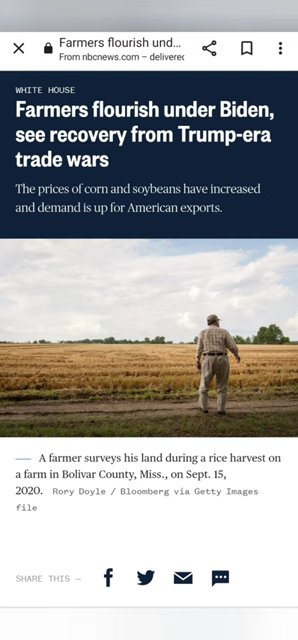 Farmers flourish und...
From nbcnews.com – delivered
WHITE HOUSE
Farmers flourish under Biden,
see recovery from Trump-era
trade wars
The prices of corn and soybeans have increased
and demand is up for American exports.
— A farmer surveys his land during a rice harvest on
a farm in Bolivar County, Miss., on Sept. 15,
2020. Rory Doyle / Bloomberg via Getty Images
file
SHARE THIS —